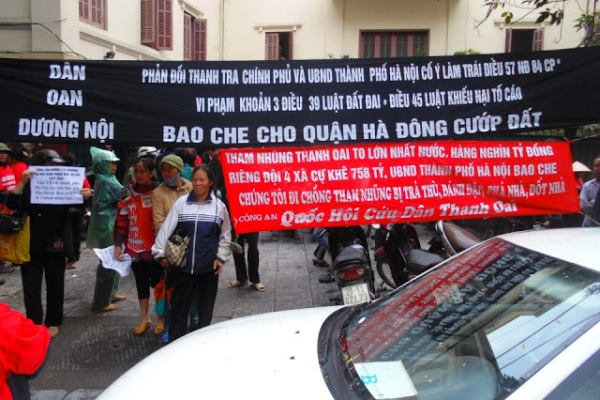 DÂN
OAN
DƯƠNG NỘI
PHẢN ĐỐI THANH TRA CHÍNH PHỦ VÀ UBND THÀNH PHỐ HÀ NỘI CỐ Ý LÀM TRÁI ĐIỀU 57 NĐ 84 CP
VI PHẠM KHOẢN 3 ĐIỀU 39 LUẬT ĐẤT ĐAI - ĐIỀU 45 LUẬT KHIẾU NẠI TỐ CÁO
BAO CHE CHO QUẬN HÀ ĐÔNG CƯỚP ĐẤT
THAM NHŨNG THANH OAI TO LỚN NHẤT NƯỚC, HÀNG NGHÌN TỶ ĐỒNG
RIÊNG ĐỘI 4 XÃ CỰ KHÊ 758 TỶ, UBND THÀNH PHỐ HÀ NỘI BAO CHE
CHÚNG TÔI ĐI CHỐNG THAM NHŨNG BỊ TRẢ THÙ, ĐÁNH ĐẬP, PHÁ NHÀ, ĐỐT NHÀ
CÔNG AN Quốc Hội Cứu Dân Thanh Oai